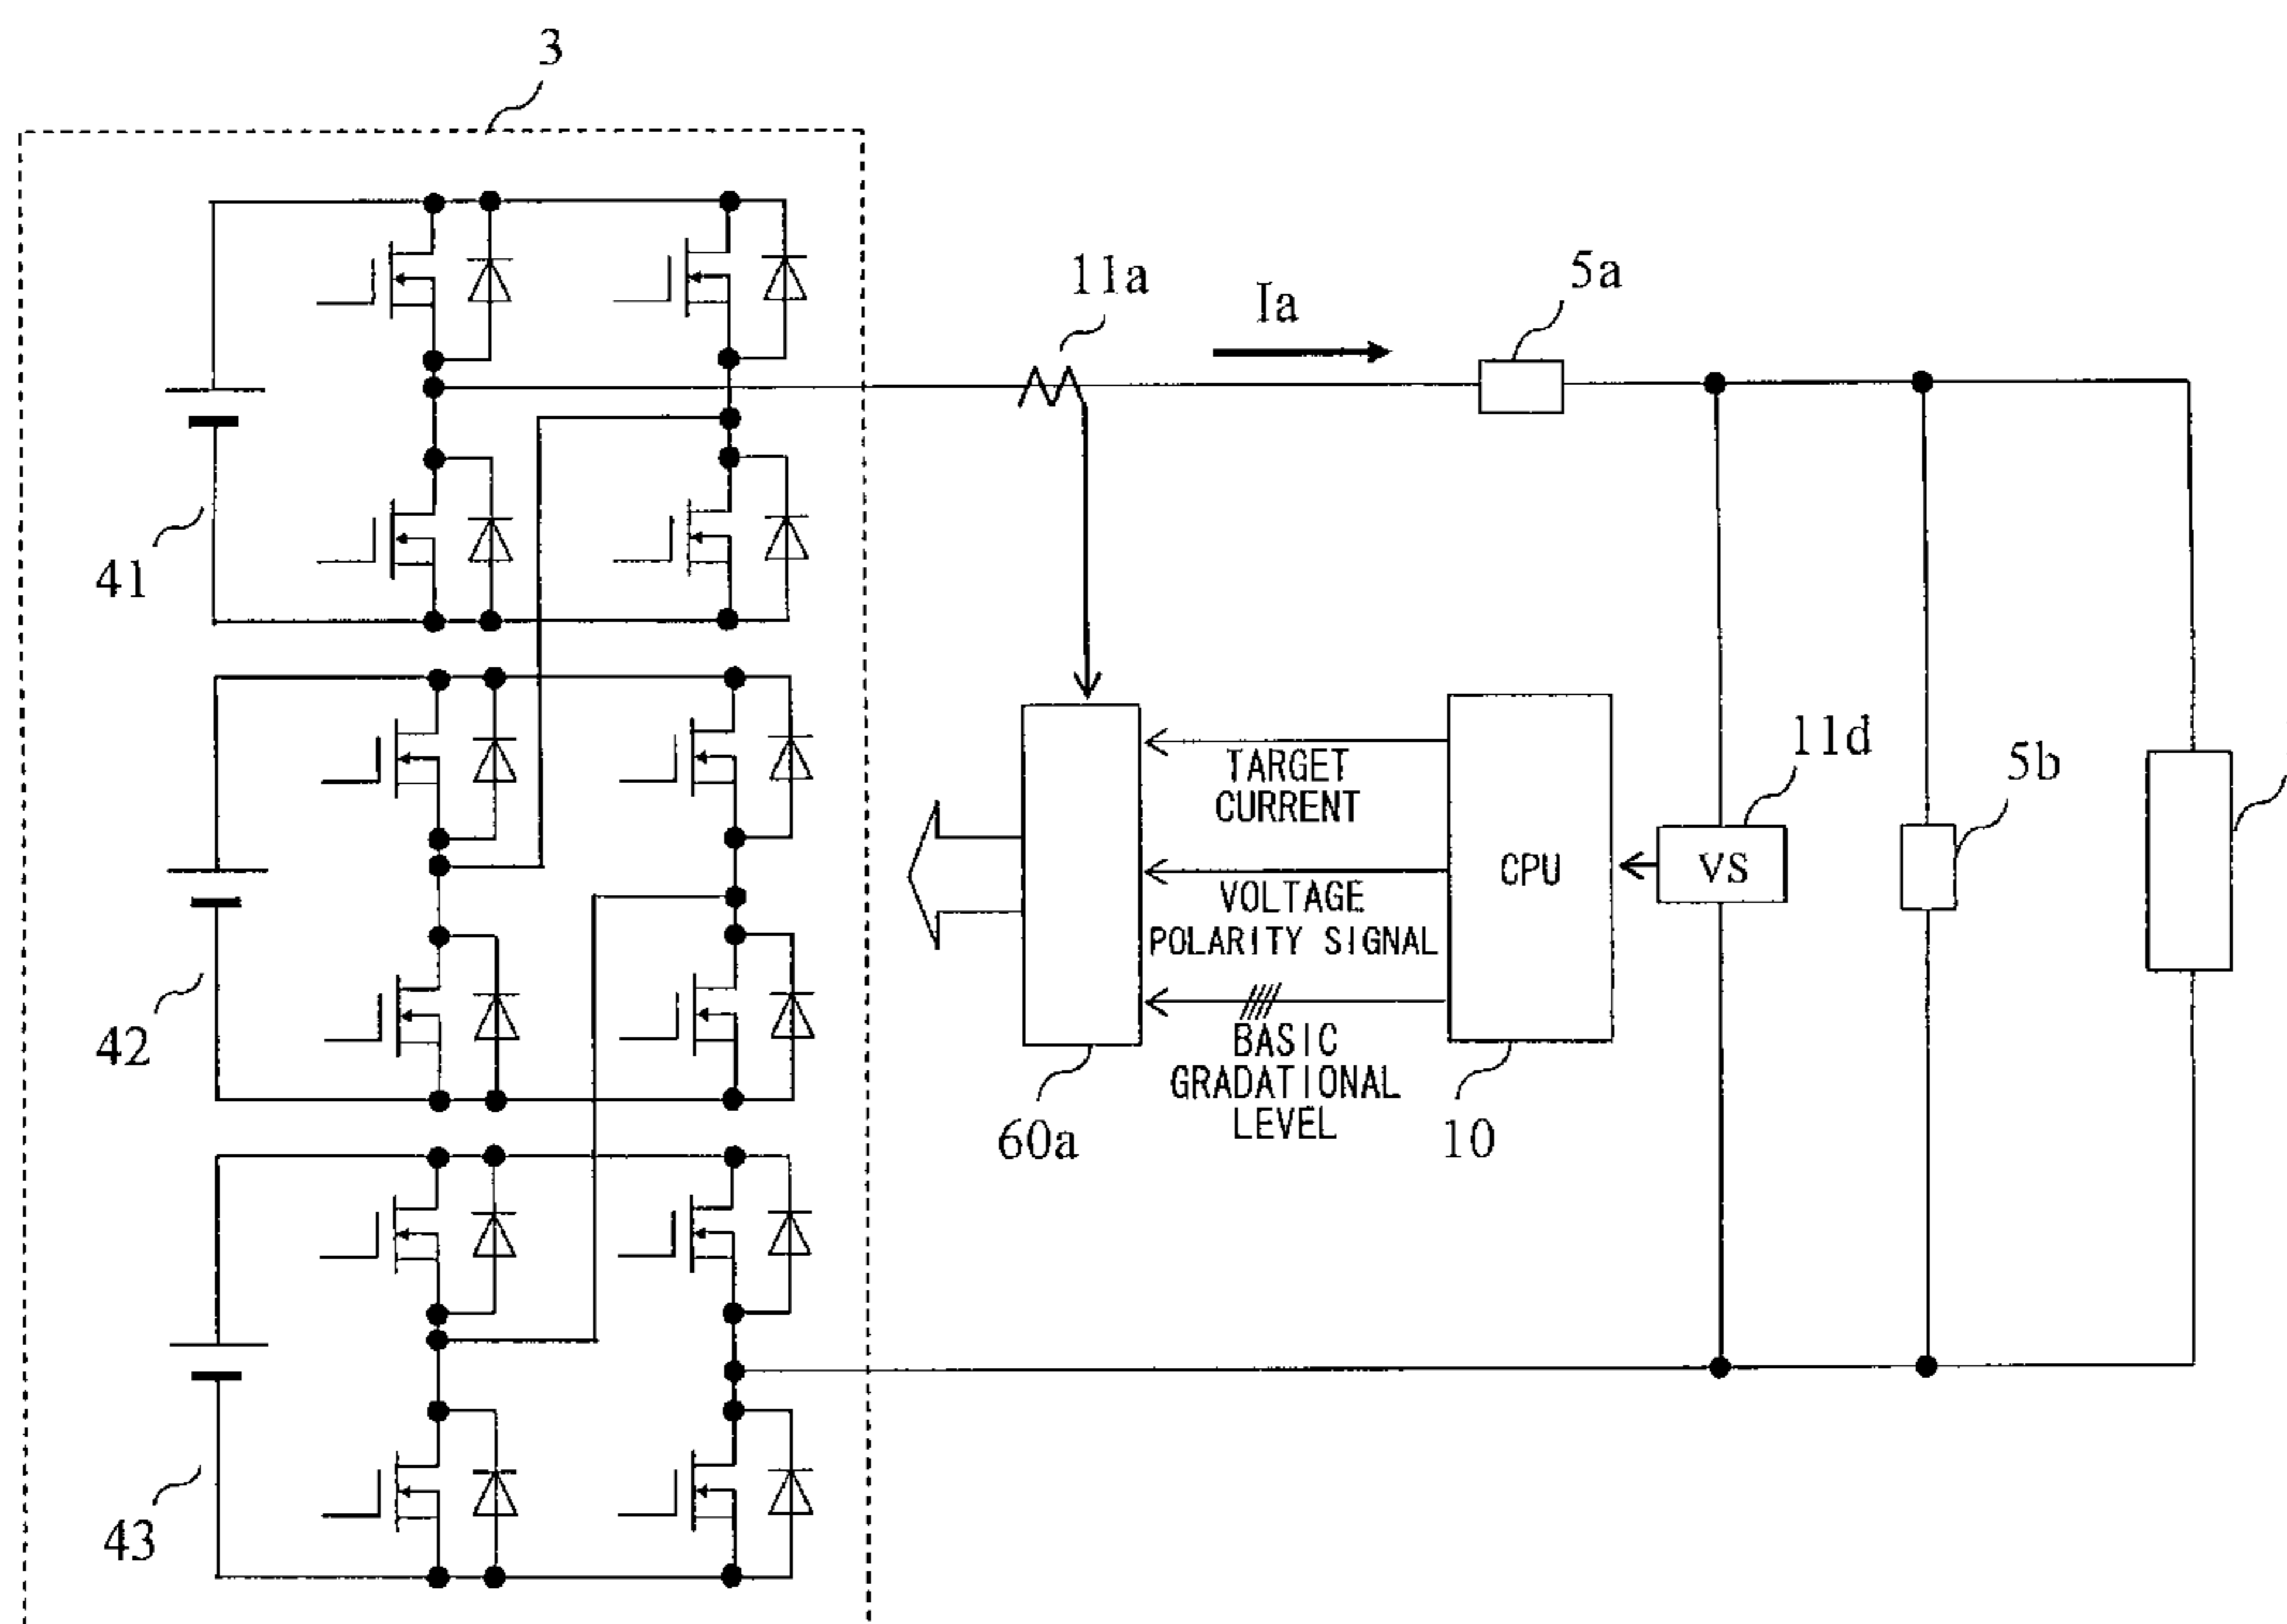 3
11a
Ia
5a
41
TARGET
CURRENT
11d
5b
CPU
VS
VOLTAGE
POLARITY SIGNAL
42
BASIC
GRADATIONAL
LEVEL
60a
10
43